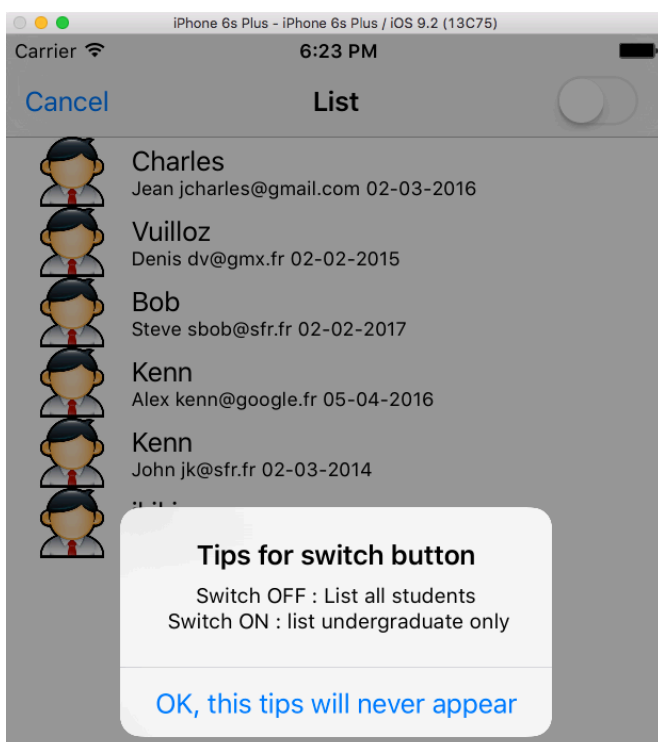 iPhone 6s Plus - iPhone 6s Plus / iOS 9.2 (13C75)
Carrier 6:23 PM
Cancel List
Charles
Jean jcharles@gmail.com 02-03-2016
Vuilloz
Denis dv@gmx.fr 02-02-2015
Bob
Steve sbob@sfr.fr 02-02-2017
Kenn
Alex kenn@google.fr 05-04-2016
Kenn
John jk@sfr.fr 02-03-2014
Tips for switch button
Switch OFF : List all students
Switch ON : list undergraduate only
OK, this tips will never appear